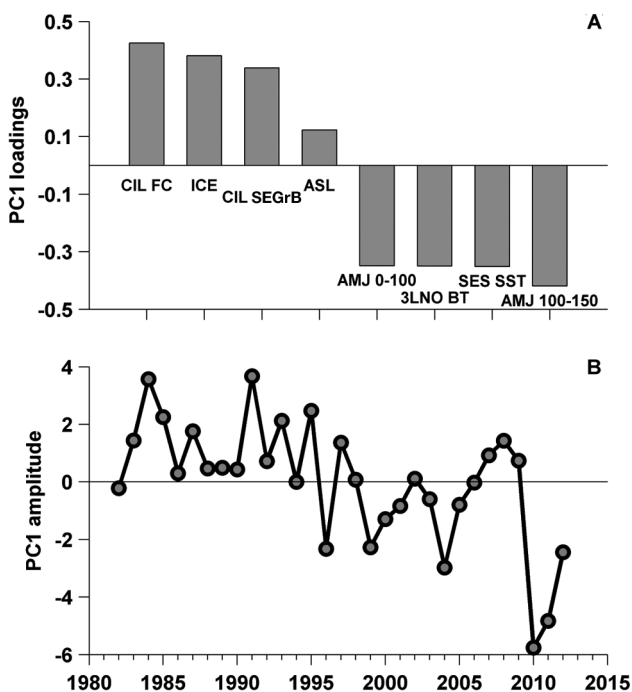 A
0.5
0.3
0.1
-0.1
-0.3
-0.5
PC1 loadings
CIL FC
ICE
CIL SEGrB
ASL
AMJ 0-100
3LNO BT
SES SST
AMJ 100-150
B
4
2
0
-2
-4
-6
PC1 amplitude
1980 1985 1990 1995 2000 2005 2010 2015